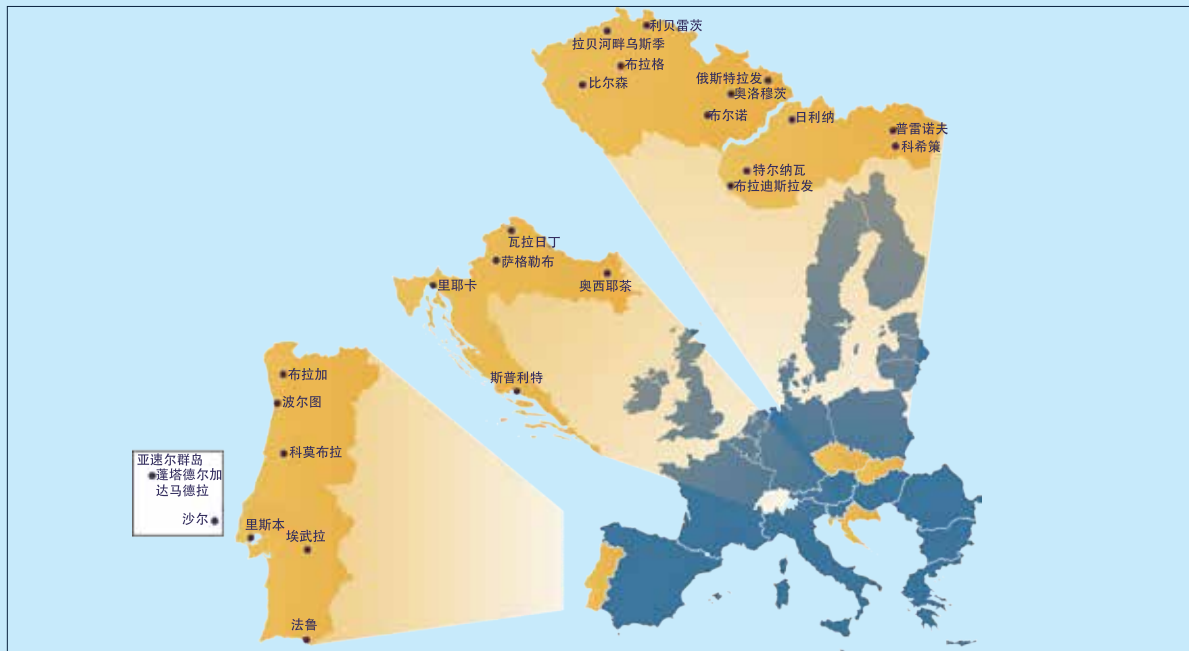 利贝雷茨
拉贝河畔乌斯季
布拉格
比尔森
俄斯特拉发
奥洛穆茨
布尔诺
日利纳
普雷诺夫
科希策
特尔纳瓦
布拉迪斯拉发
瓦拉日丁
萨格勒布
里耶卡
奥西耶茶
斯普利特
布拉加
波尔图
科莫布拉
亚速尔群岛
蓬塔德尔加
达马德拉
沙尔
里斯本
埃武拉
法鲁